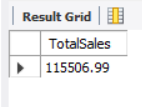 Result Grid
TotalSales
115506.99